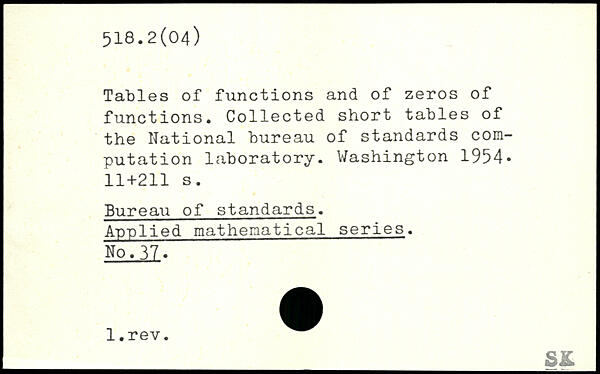 518.2(04)
Tables of functions and of zeros of
functions. Collected short tables of
the National bureau of standards com-
putation laboratory. Washington 1954.
11+211 s.
Bureau of standards.
Applied mathematical series.
No.37.
1.rev.
SK